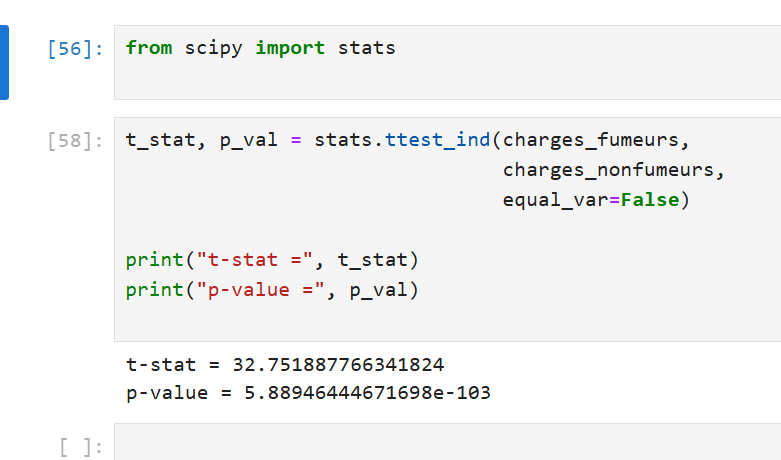 [56]: from scipy import stats
[58]: t_stat, p_val = stats.ttest_ind(charges_fumeurs,
charges_nonfumeurs,
equal_var=False)
print("t-stat =", t_stat)
print("p-value =", p_val)
t-stat = 32.751887766341824
p-value = 5.88946444671698e-103
[ ]: